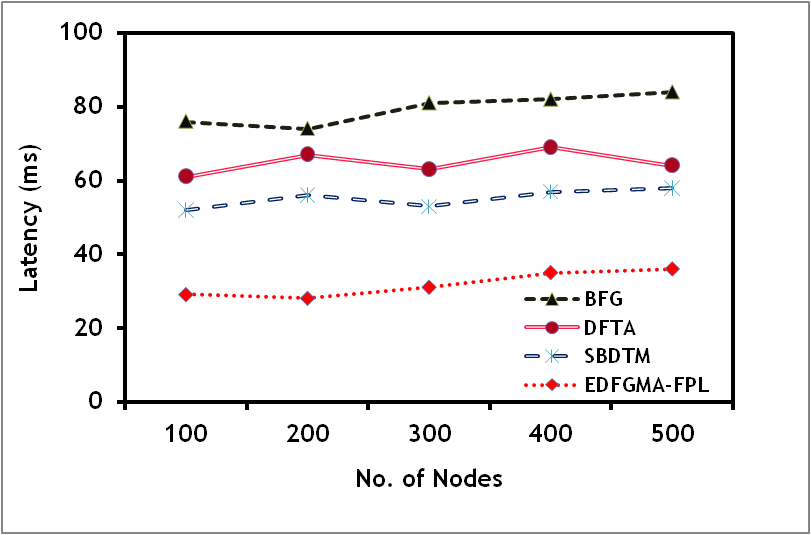 100
80
60
40
20
0
Latency (ms)
BFG
DFTA
SBDTM
EDFGMA-FPL
100 200 300 400 500
No. of Nodes